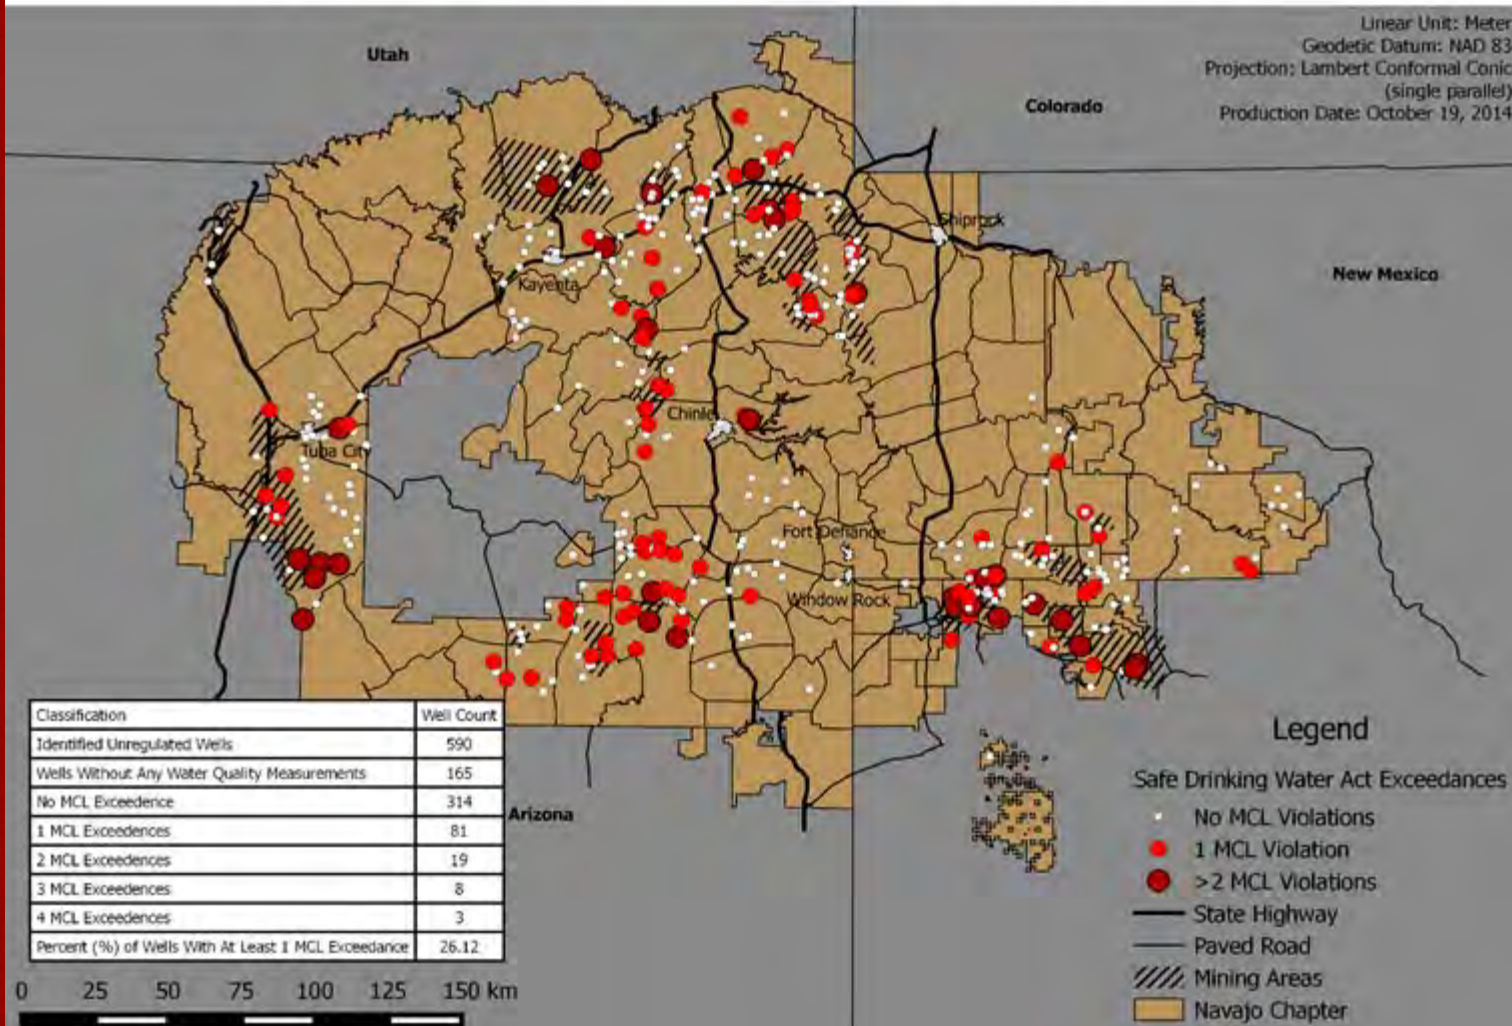 Linear Unit: Meter
Geodetic Datum: NAD 83
Projection: Lambert Conformal Conic
(single parallel)
Production Date: October 19, 2014
Utah
Colorado
Shiprock
New Mexico
Kayenta
Chinle
Tuba City
Fort Defiance
Window Rock
Arizona
Classification Well Count
Identified Unregulated Wells 590
Wells Without Any Water Quality Measurements 165
No MCL Exceedence 314
1 MCL Exceedences 81
2 MCL Exceedences 19
3 MCL Exceedences 8
4 MCL Exceedences 3
Percent (%) of Wells With At Least 1 MCL Exceedance 26.12
0 25 50 75 100 125 150 km
Legend
Safe Drinking Water Act Exceedances
No MCL Violations
1 MCL Violation
>2 MCL Violations
State Highway
Paved Road
Mining Areas
Navajo Chapter